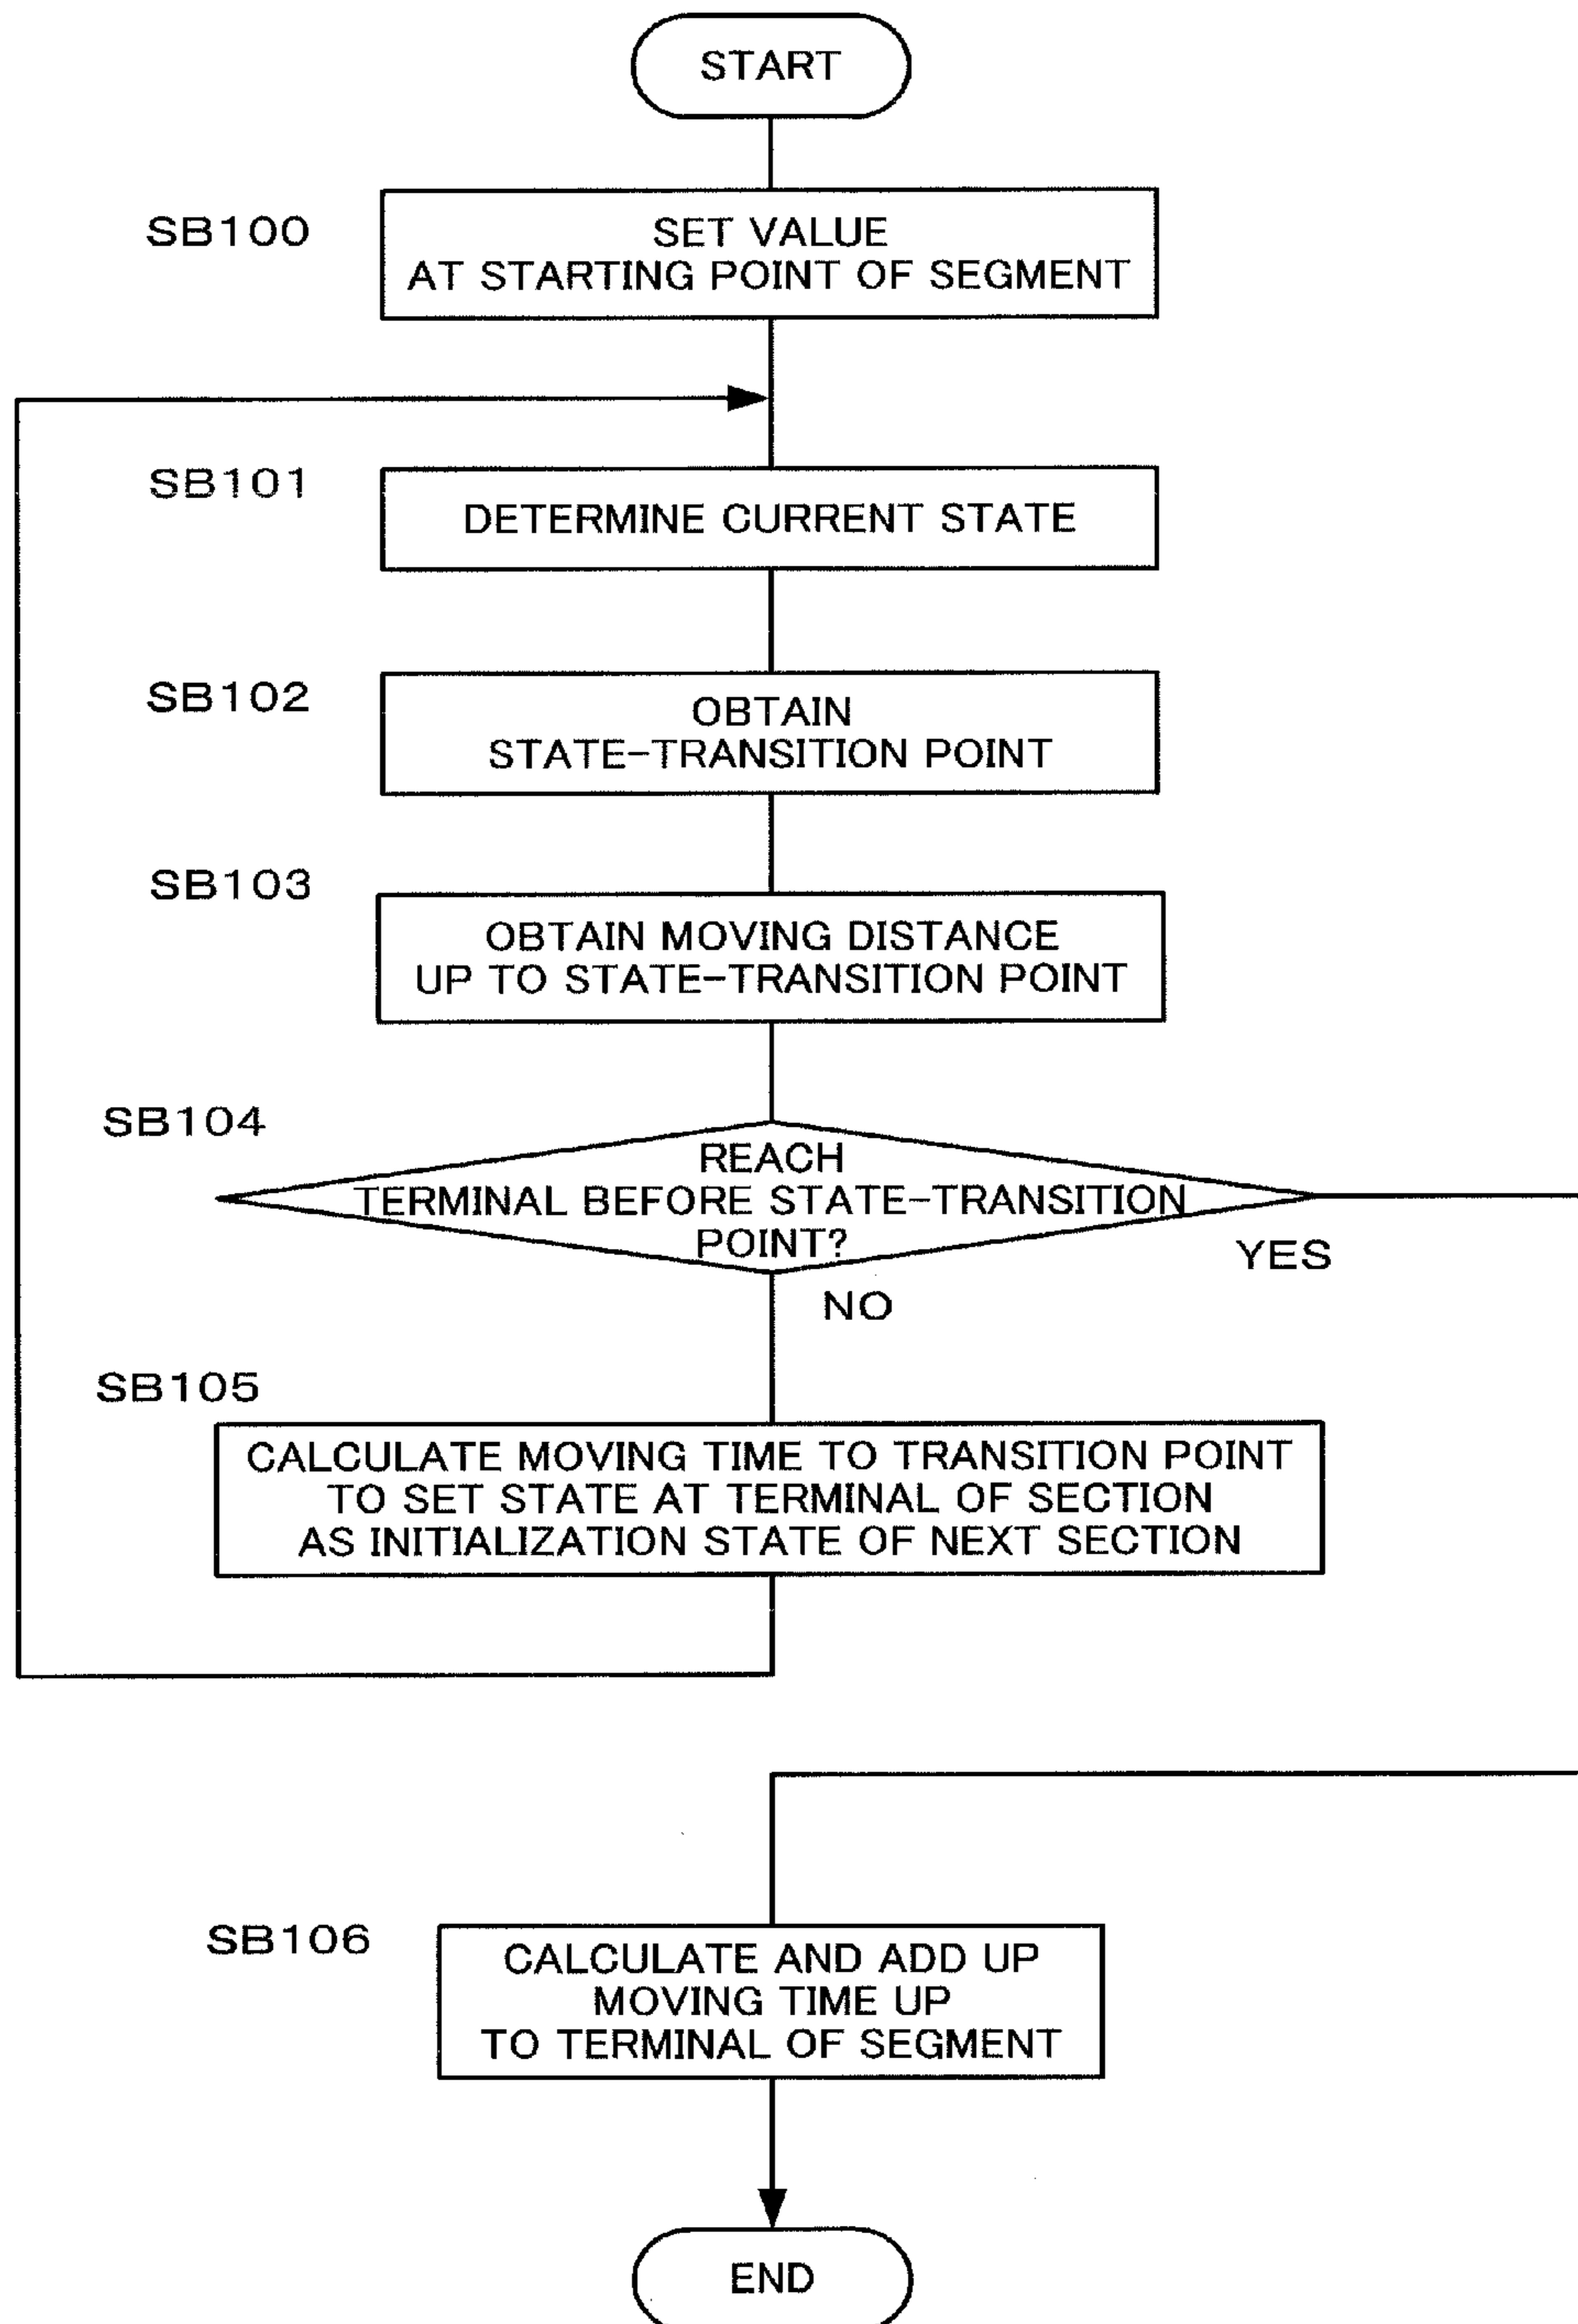 START
SB100
SET VALUE
AT STARTING POINT OF SEGMENT
SB101
DETERMINE CURRENT STATE
SB102
OBTAIN
STATE-TRANSITION POINT
SB103
OBTAIN MOVING DISTANCE
UP TO STATE-TRANSITION POINT
SB104
REACH
TERMINAL BEFORE STATE-TRANSITION
POINT?
YES
NO
SB105
CALCULATE MOVING TIME TO TRANSITION POINT
TO SET STATE AT TERMINAL OF SECTION
AS INITIALIZATION STATE OF NEXT SECTION
SB106
CALCULATE AND ADD UP
MOVING TIME UP
TO TERMINAL OF SEGMENT
END